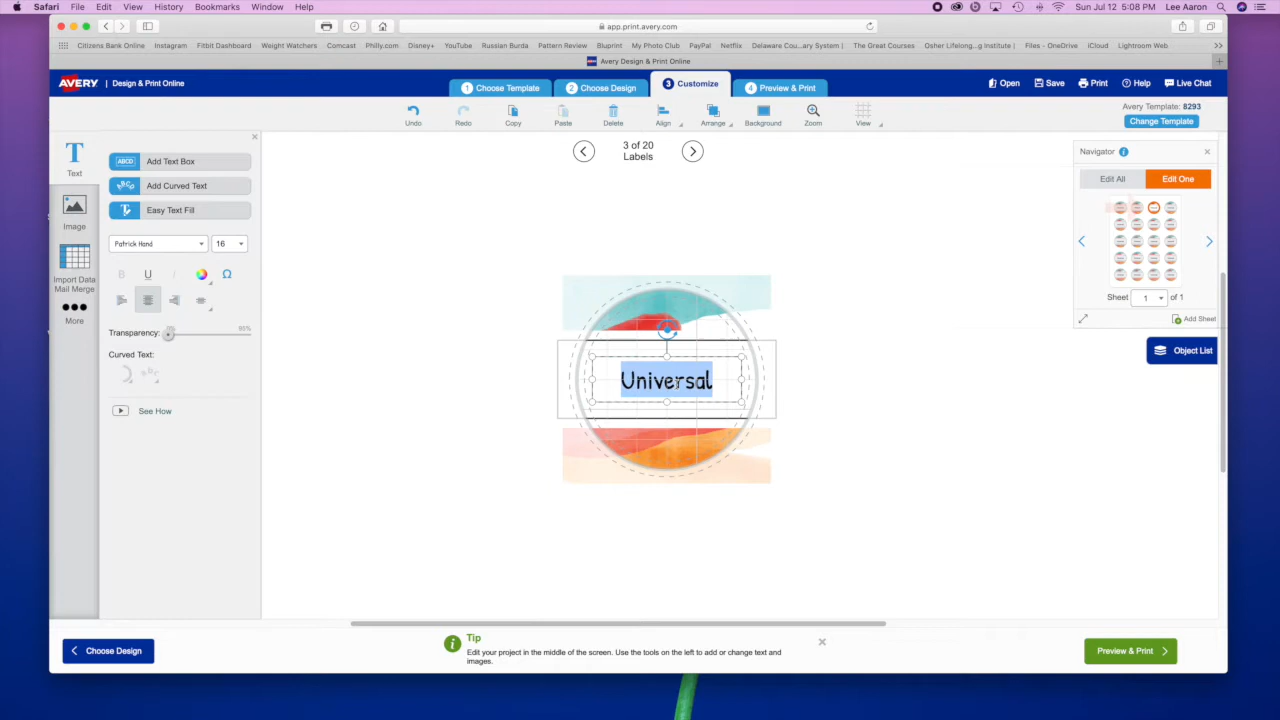 Safari File Edit View History Bookmarks Window Help Sun Jul 12 5:08 PM Lee Aaron
app.print.avery.com
Citizens Bank Online Instagram Fitbit Dashboard Weight Watchers Comcast Philly.com Disney+ YouTube Russian Burda Pattern Review Bluprint My Photo Club PayPal Netflix Delaware Cou...ary System | The Great Courses Osher Lifelong...g Institute | Files - OneDrive iCloud Lightroom Web
Avery Design & Print Online
AVERY Design & Print Online
1 Choose Template 2 Choose Design 3 Customize 4 Preview & Print
Open Save Print Help Live Chat
Undo Redo Copy Paste Delete Align Arrange Background Zoom View
Avery Template: 8293
Change Template
3 of 20
Labels
Navigator
Edit All Edit One
Sheet 1 of 1
Add Sheet
Object List
T
Text
Image
Import Data
Mail Merge
More
ABCD Add Text Box
ABC Add Curved Text
Easy Text Fill
Patrick Hand 16
B U I Ω
Transparency: 95%
Curved Text:
abc
See How
Universal
Choose Design
Tip
Edit your project in the middle of the screen. Use the tools on the left to add or change text and
images.
Preview & Print